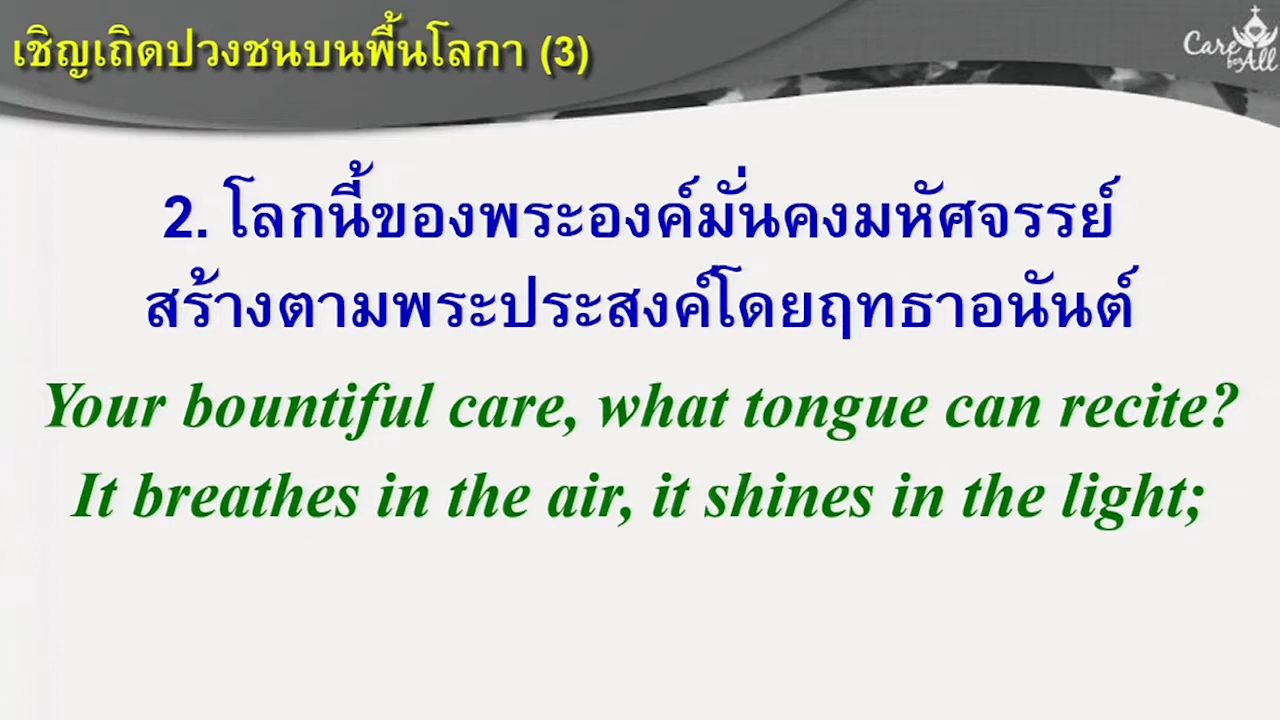 เชิญเถิดปวงชนบนพื้นโลกา (3)
Care
for All
2. โลกนี้ของพระองค์มั่นคงมหัศจรรย์
สร้างตามพระประสงค์โดยฤทธาอนันต์
Your bountiful care, what tongue can recite?
It breathes in the air, it shines in the light;